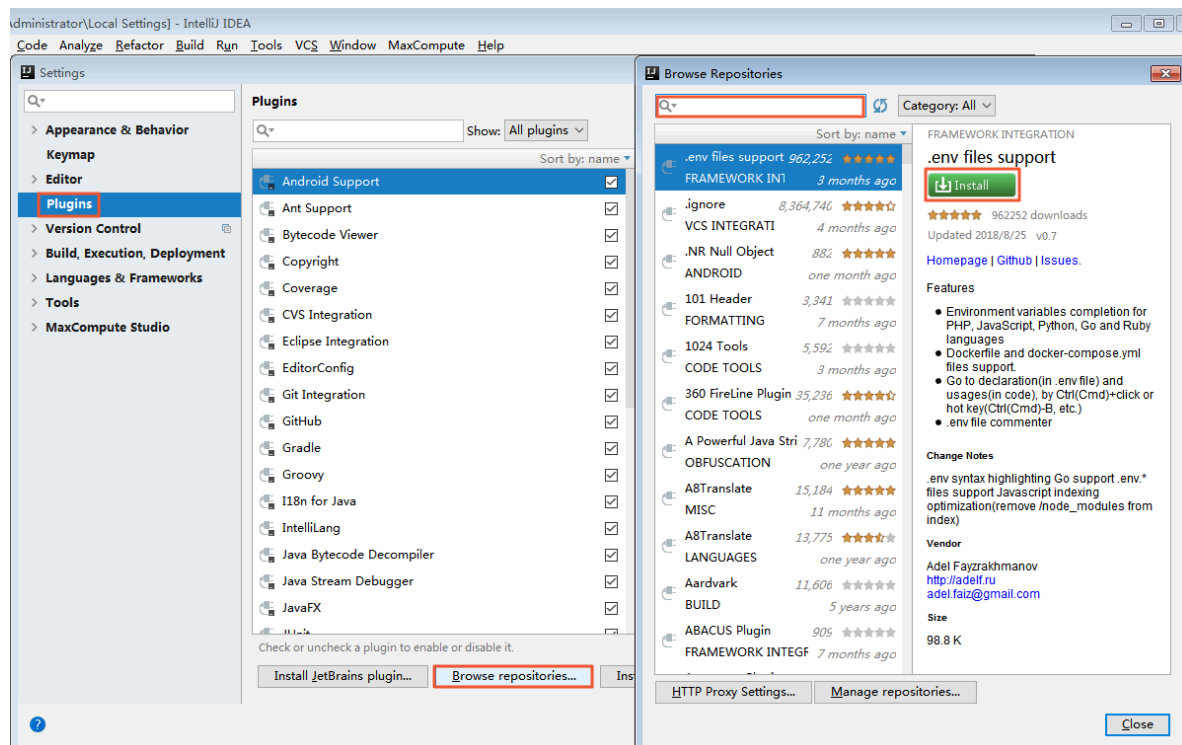 dministrator\Local Settings] - IntelliJ IDEA
Code Analyze Refactor Build Run Tools VCS Window MaxCompute Help
Settings
Appearance & Behavior
Keymap
Editor
Plugins
Version Control
Build, Execution, Deployment
Languages & Frameworks
Tools
MaxCompute Studio
Plugins
Show: All plugins
Sort by: name
Android Support
Ant Support
Bytecode Viewer
Copyright
Coverage
CVS Integration
Eclipse Integration
EditorConfig
Git Integration
GitHub
Gradle
Groovy
I18n for Java
IntelliLang
Java Bytecode Decompiler
Java Stream Debugger
JavaFX
JUnit
Check or uncheck a plugin to enable or disable it.
Install JetBrains plugin... Browse repositories... Ins
?
Browse Repositories
Category: All
Sort by: name
.env files support 962,252
FRAMEWORK INT 3 months ago
.ignore 8,364,740
VCS INTEGRATI 4 months ago
.NR Null Object 882
ANDROID one month ago
101 Header 3,341
FORMATTING 7 months ago
1024 Tools 5,592
CODE TOOLS 3 months ago
360 FireLine Plugin 35,236
CODE TOOLS one month ago
A Powerful Java Stri 7,780
OBFUSCATION one year ago
A8Translate 15,184
MISC 11 months ago
A8Translate 13,775
LANGUAGES one year ago
Aardvark 11,606
BUILD 5 years ago
ABACUS Plugin 909
FRAMEWORK INTEGF 7 months ago
HTTP Proxy Settings... Manage repositories...
FRAMEWORK INTEGRATION
.env files support
Install
962252 downloads
Updated 2018/8/25 v0.7
Homepage | Github | Issues.
Features
● Environment variables completion for
PHP, JavaScript, Python, Go and Ruby
languages
● Dockerfile and docker-compose.yml
files support.
● Go to declaration(in .env file) and
usages(in code), by Ctrl(Cmd)+click or
hot key(Ctrl(Cmd)-B, etc.)
● .env file commenter
Change Notes
.env syntax highlighting Go support .env.*
files support Javascript indexing
optimization(remove /node_modules from
index)
Vendor
Adel Fayzrakhmanov
http://adelf.ru
adel.faiz@gmail.com
Size
98.8 K
Close